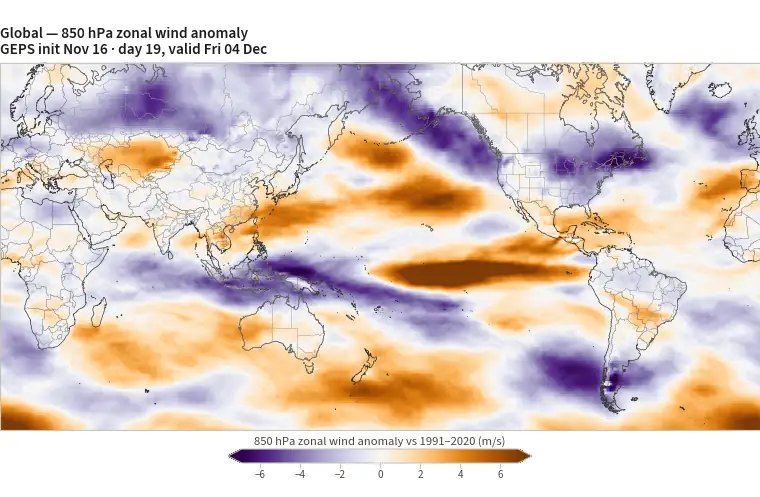 Global — 850 hPa zonal wind anomaly
GEPS init Nov 16 · day 19, valid Fri 04 Dec
850 hPa zonal wind anomaly vs 1991−2020 (m/s)
−6 −4 −2 0 2 4 6